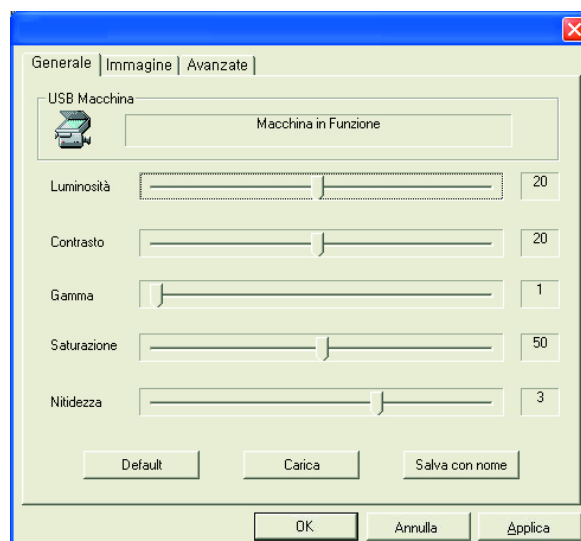 Generale Immagine Avanzate
USB Macchina
Macchina in Funzione
Luminosità 20
Contrasto 20
Gamma 1
Saturazione 50
Nitidezza 3
Default Carica Salva con nome
OK Annulla Applica